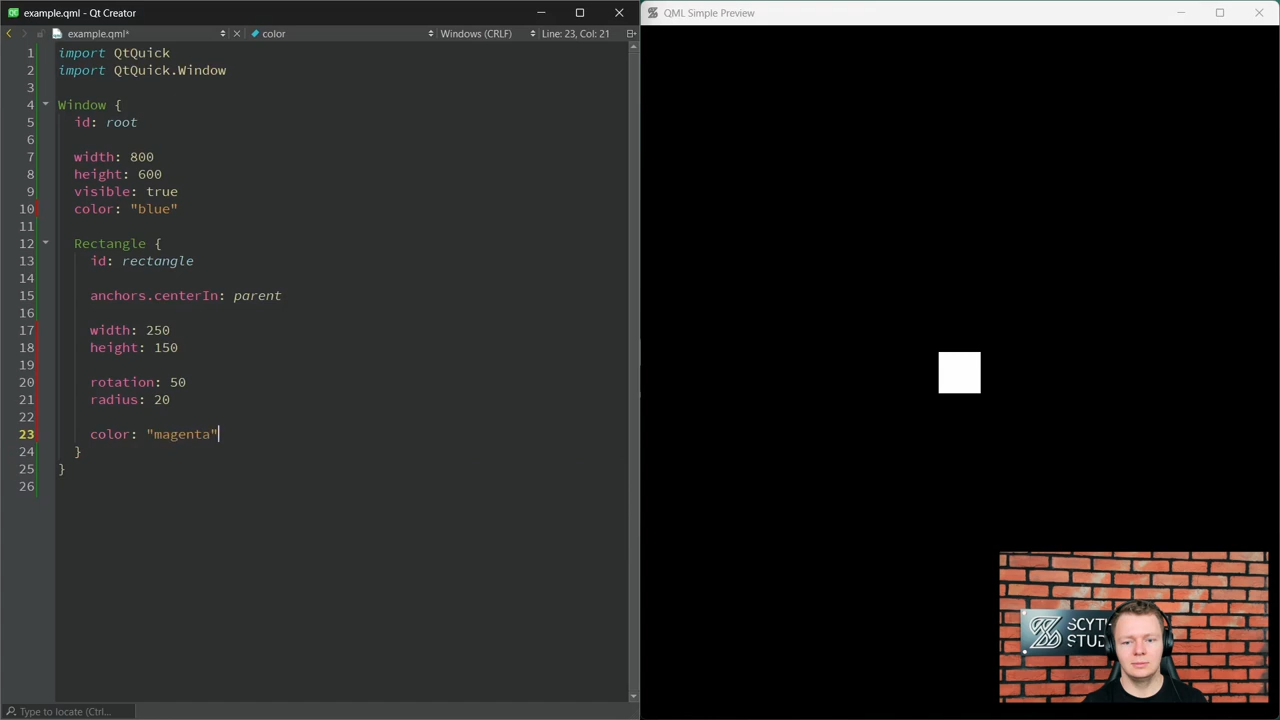 example.qml - Qt Creator
QML Simple Preview
example.qml*
color
Windows (CRLF)
Line: 23, Col: 21
1 import QtQuick
2 import QtQuick.Window
3
4 Window {
5 id: root
6
7 width: 800
8 height: 600
9 visible: true
10 color: "blue"
11
12 Rectangle {
13 id: rectangle
14
15 anchors.centerIn: parent
16
17 width: 250
18 height: 150
19
20 rotation: 50
21 radius: 20
22
23 color: "magenta"
24 }
25 }
26
SCYTH
STUD
Type to locate (Ctrl...